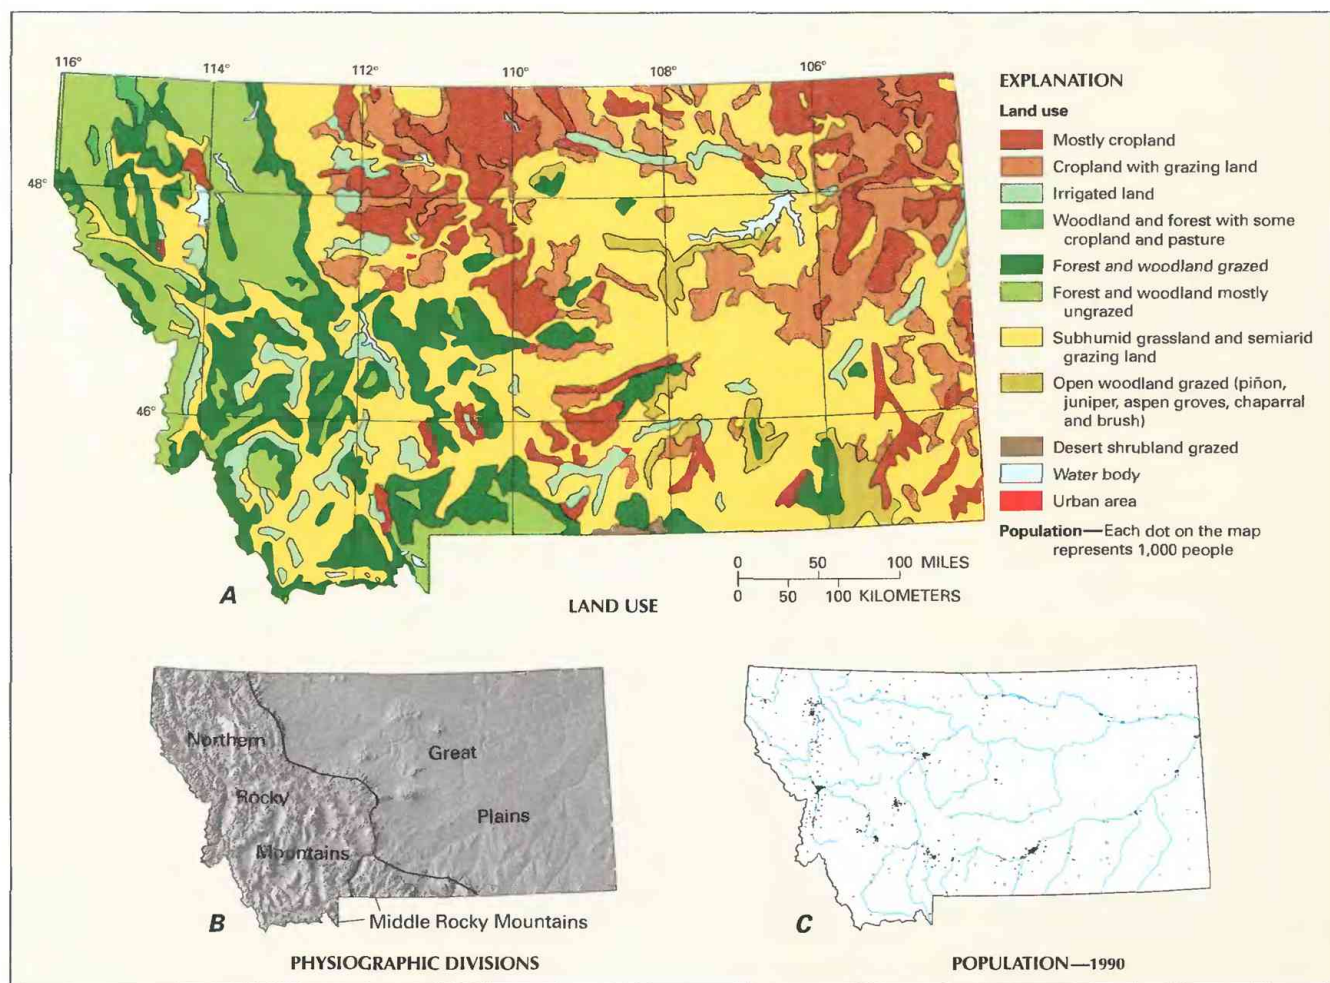 116°
114°
112°
110°
108°
106°
48°
46°
A
LAND USE
0 50 100 MILES
0 50 100 KILOMETERS
EXPLANATION
Land use
Mostly cropland
Cropland with grazing land
Irrigated land
Woodland and forest with some
cropland and pasture
Forest and woodland grazed
Forest and woodland mostly
ungrazed
Subhumid grassland and semiarid
grazing land
Open woodland grazed (piñon,
juniper, aspen groves, chaparral
and brush)
Desert shrubland grazed
Water body
Urban area
Population—Each dot on the map
represents 1,000 people
Northern
Rocky
Mountains
Great
Plains
Middle Rocky Mountains
B
PHYSIOGRAPHIC DIVISIONS
C
POPULATION—1990